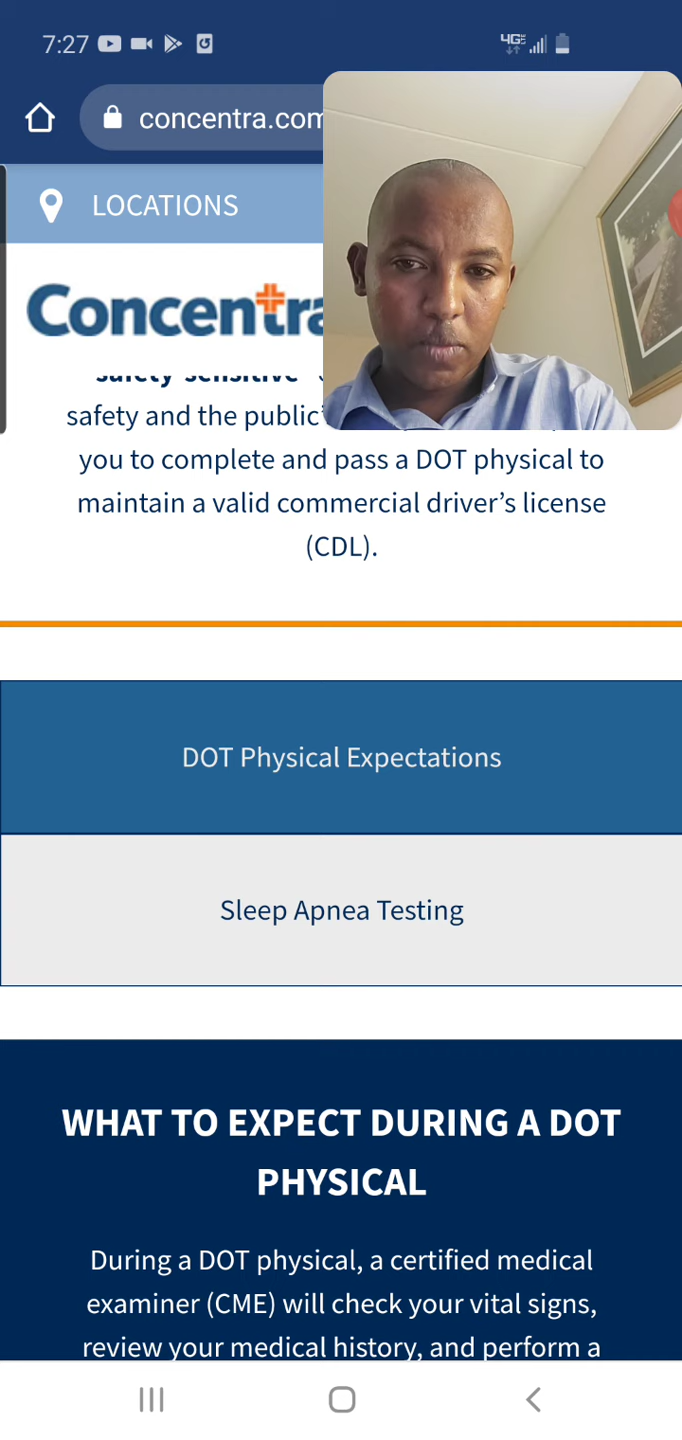 7:27 4G
concentra.com
LOCATIONS
Concentra
safety-sensitive
safety and the public’
you to complete and pass a DOT physical to
maintain a valid commercial driver’s license
(CDL).
DOT Physical Expectations
Sleep Apnea Testing
WHAT TO EXPECT DURING A DOT
PHYSICAL
During a DOT physical, a certified medical
examiner (CME) will check your vital signs,
review your medical history, and perform a